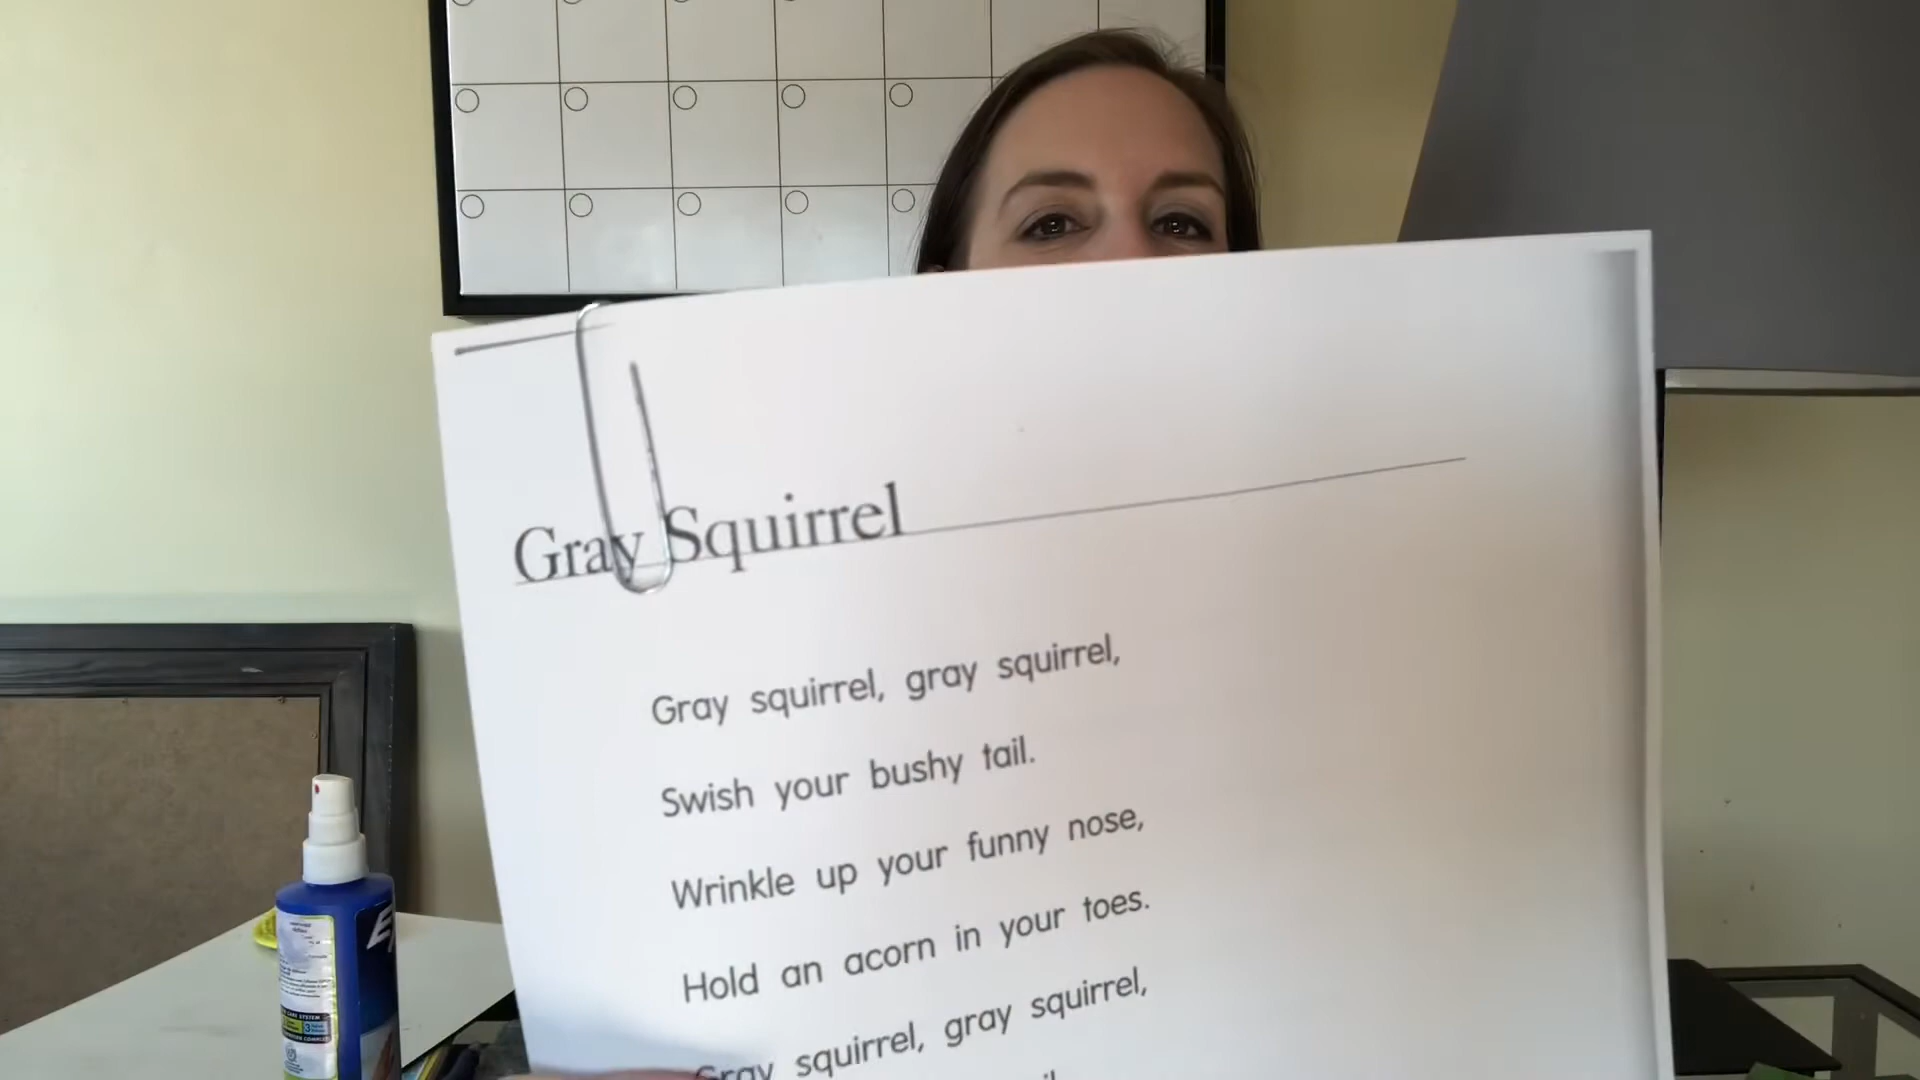 Gray Squirrel
Gray squirrel, gray squirrel,
Swish your bushy tail.
Wrinkle up your funny nose,
Hold an acorn in your toes.
Gray squirrel, gray squirrel,